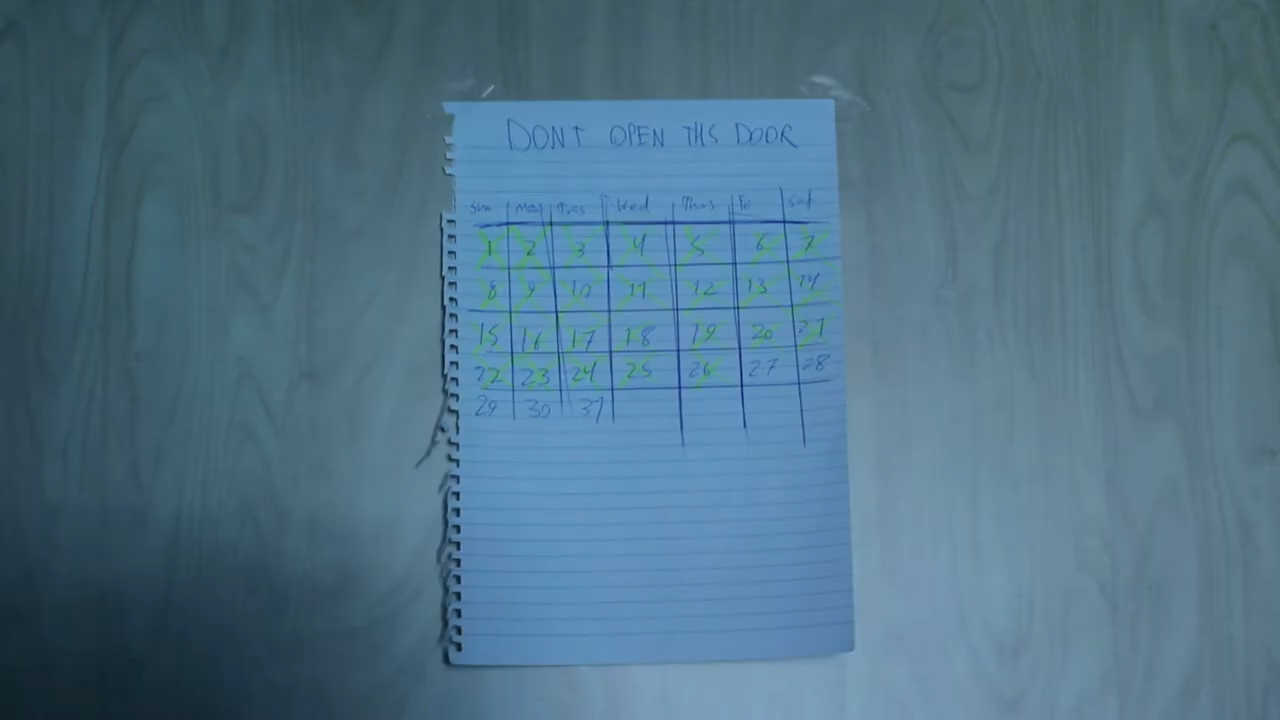 DONT OPEN THS DOOR
Sun Mon Tues Wed Thurs Fri Sat
1 2 3 4 5 6 7
8 9 10 11 12 13 14
15 16 17 18 19 20 21
22 23 24 25 26 27 28
29 30 31